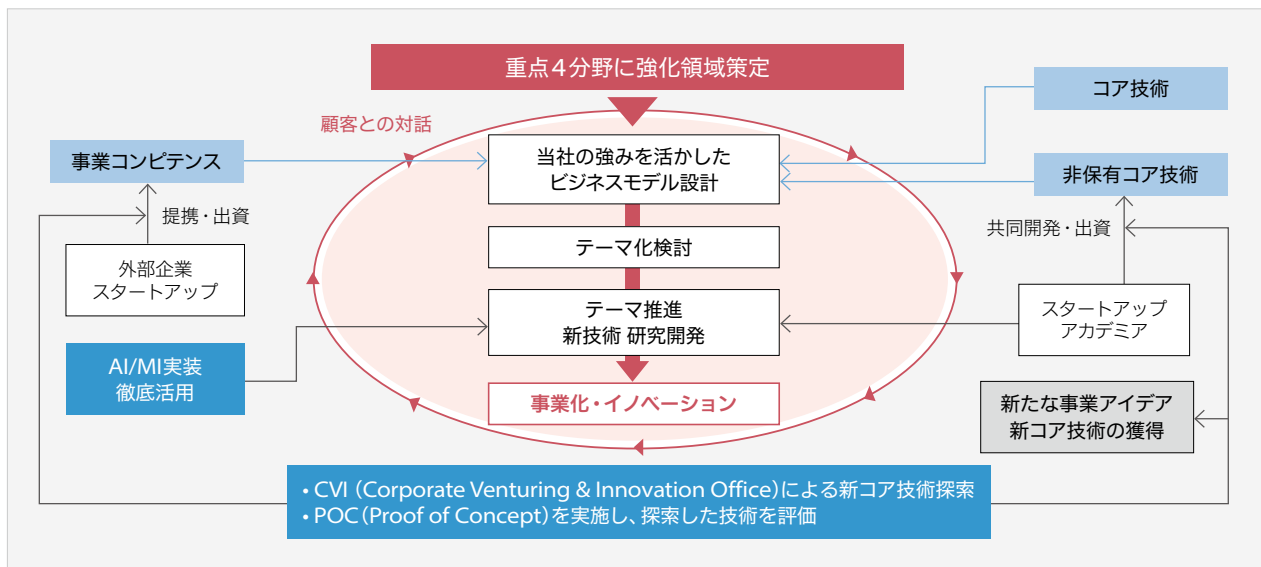 重点4分野に強化領域策定
顧客との対話
コア技術
事業コンピテンス
当社の強みを活かした
ビジネスモデル設計
非保有コア技術
提携・出資
共同開発・出資
テーマ化検討
外部企業
スタートアップ
テーマ推進
新技術 研究開発
スタートアップ
アカデミア
AI/MI実装
徹底活用
事業化・イノベーション
新たな事業アイデア
新コア技術の獲得
• CVI（Corporate Venturing & Innovation Office）による新コア技術探索
• POC（Proof of Concept）を実施し、探索した技術を評価